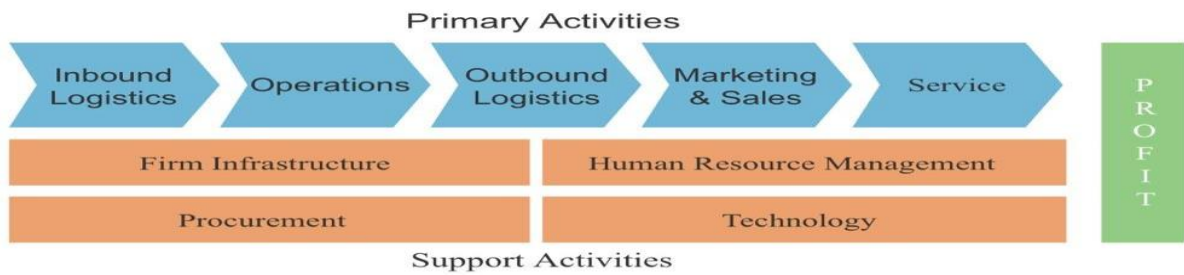 Primary Activities
Inbound
Logistics
Operations
Outbound
Logistics
Marketing
& Sales
Service
PROFIT
Firm Infrastructure
Human Resource Management
Procurement
Technology
Support Activities